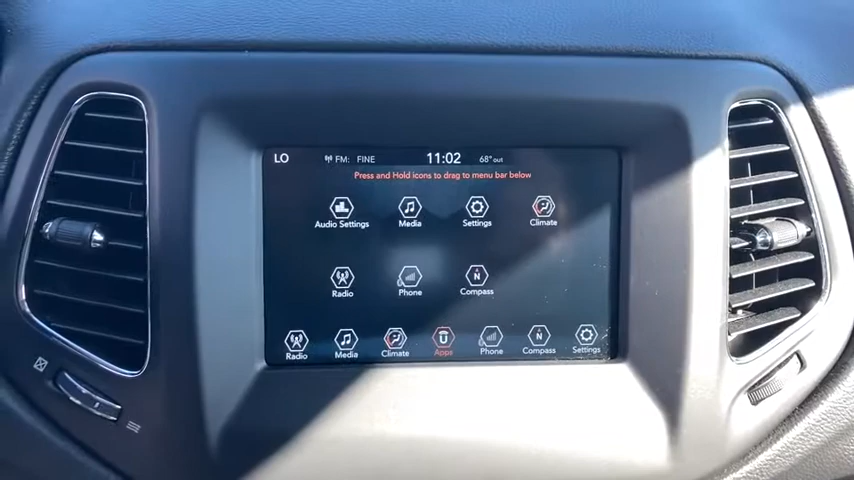 LO FM: FINE 11:02 68°out
Press and Hold icons to drag to menu bar below
Audio Settings Media Settings Climate
Radio Phone Compass
Radio Media Climate Apps Phone Compass Settings